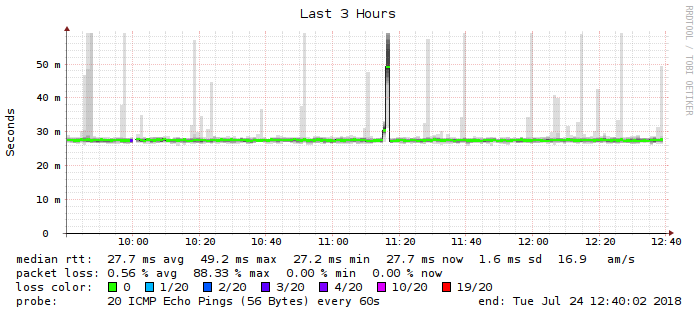 Last 3 Hours
RRDTOOL / TOBI OETIKER
Seconds
50 m
40 m
30 m
20 m
10 m
0
10:00 10:20 10:40 11:00 11:20 11:40 12:00 12:20 12:40
median rtt: 27.7 ms avg 49.2 ms max 27.2 ms min 27.7 ms now 1.6 ms sd 16.9 am/s
packet loss: 0.56 % avg 88.33 % max 0.00 % min 0.00 % now
loss color: 0 1/20 2/20 3/20 4/20 10/20 19/20
probe: 20 ICMP Echo Pings (56 Bytes) every 60s end: Tue Jul 24 12:40:02 2018